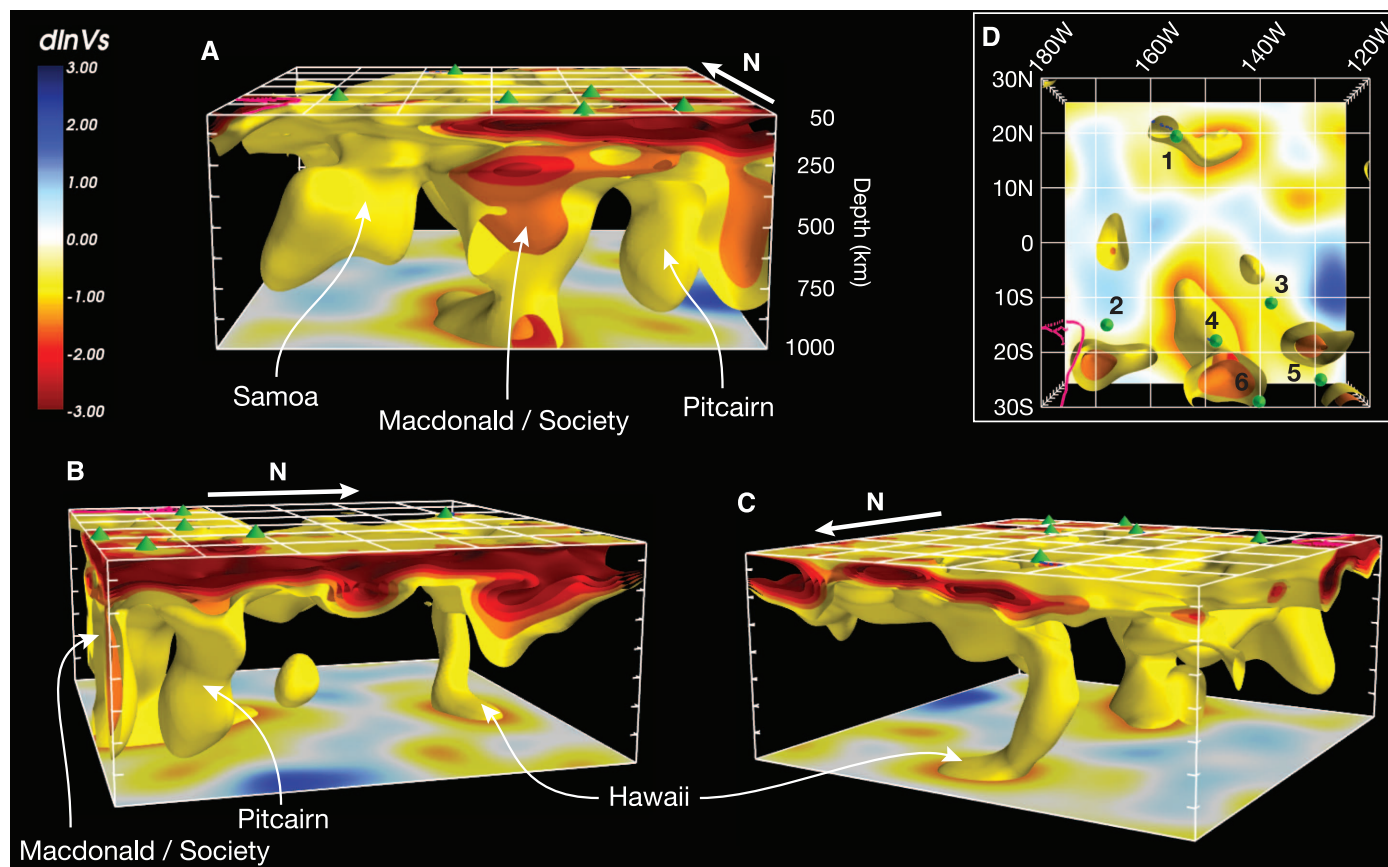 dlnVs
3.00
2.00
1.00
0.00
-1.00
-2.00
-3.00
A
N
50
250
500
750
1000
Depth (km)
Samoa
Macdonald / Society
Pitcairn
D
180W
160W
140W
120W
30N
20N
10N
0
10S
20S
30S
1
2
3
4
5
6
B
N
Macdonald / Society
Pitcairn
Hawaii
C
N